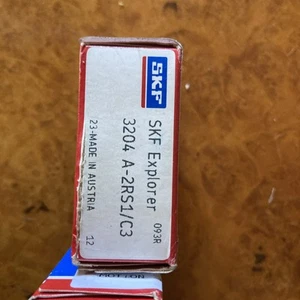 SKF
SKF Explorer
093R
3204 A-2RS1/C3
23-MADE IN AUSTRIA
12